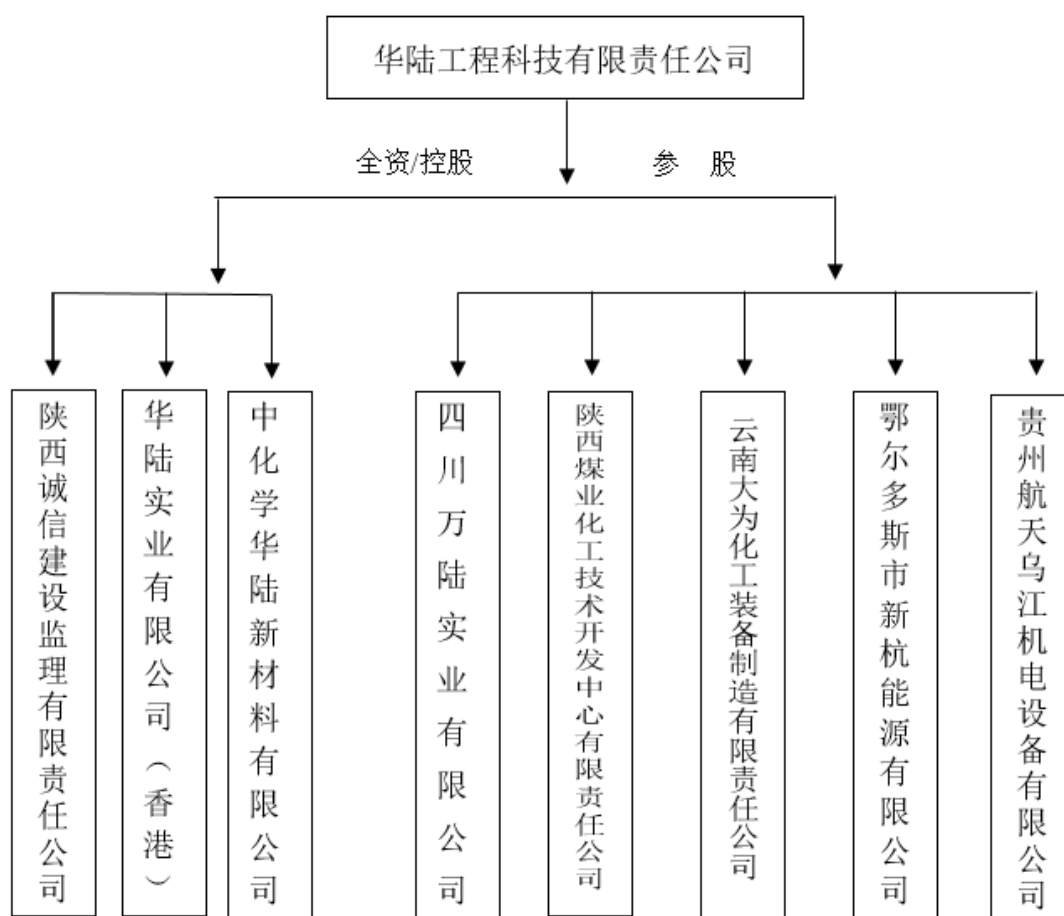 华陆工程科技有限责任公司
全资/控股
参 股
陕西诚信建设监理有限责任公司
华陆实业有限公司（香港）
中化学华陆新材料有限公司
四川万陆实业有限公司
陕西煤业化工技术开发中心有限责任公司
云南大为化工装备制造有限责任公司
鄂尔多斯市新杭能源有限公司
贵州航天乌江机电设备有限公司